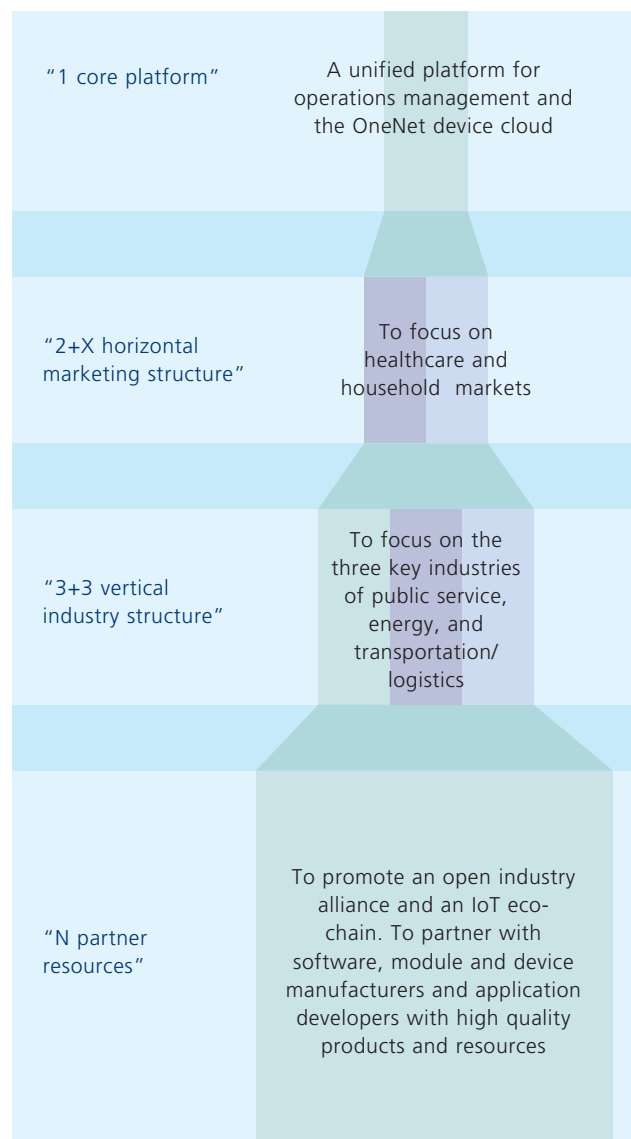 “1 core platform”
A unified platform for
operations management and
the OneNet device cloud
“2+X horizontal
marketing structure”
To focus on
healthcare and
household markets
“3+3 vertical
industry structure”
To focus on the
three key industries
of public service,
energy, and
transportation/
logistics
“N partner
resources”
To promote an open industry
alliance and an IoT eco-
chain. To partner with
software, module and device
manufacturers and application
developers with high quality
products and resources